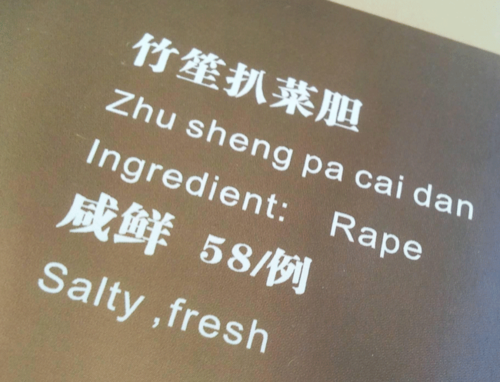 竹笙扒菜胆
Zhu sheng pa cai dan
Ingredient: Rape
咸鲜 58/例
Salty ,fresh